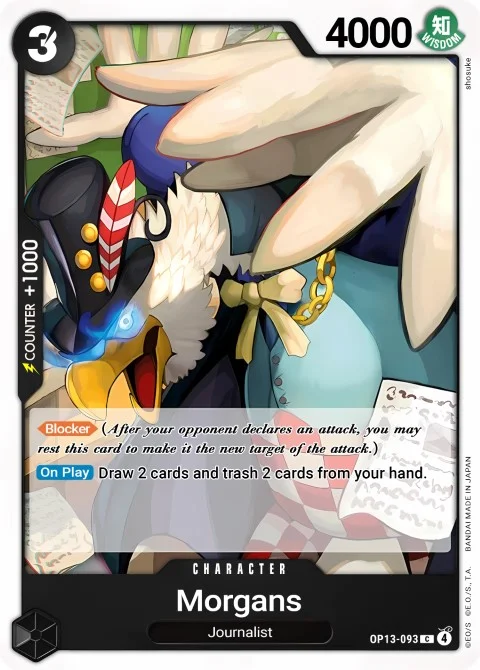 3
4000
知
WISDOM
shosuke
COUNTER +1000
Blocker (After your opponent declares an attack, you may
rest this card to make it the new target of the attack.)
On Play Draw 2 cards and trash 2 cards from your hand.
©EO/S ©E.O./S., T.A. BANDAI MADE IN JAPAN
CHARACTER
Morgans
Journalist
OP13-093 C 4